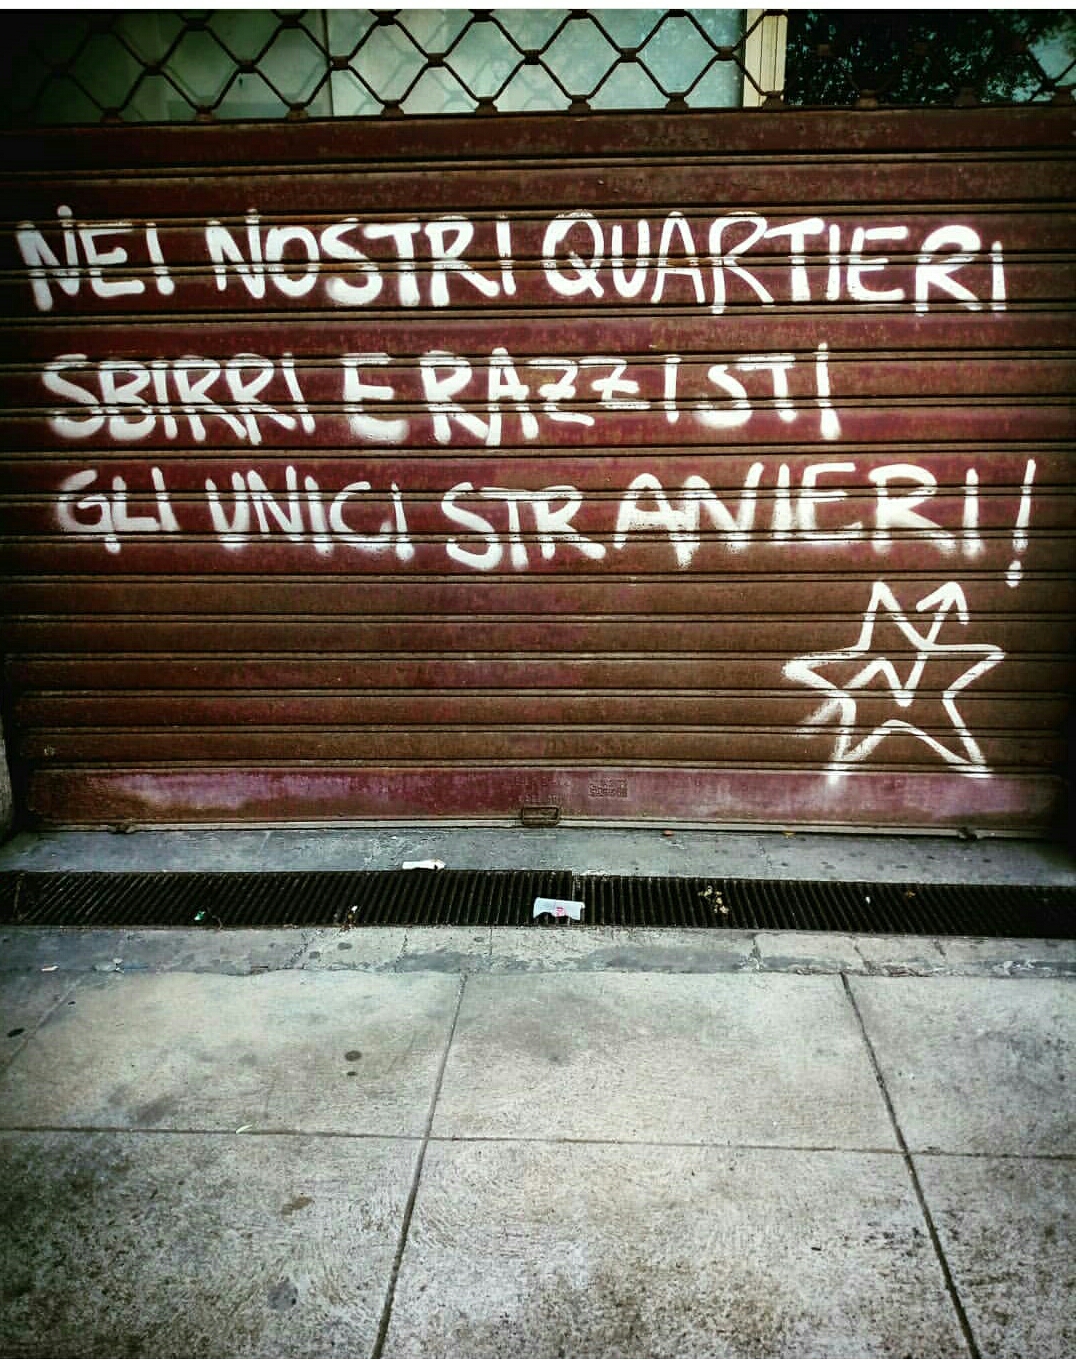 NEI NOSTRI QUARTIERI
SBIRRI E RAZZISTI
GLI UNICI STRANIERI!